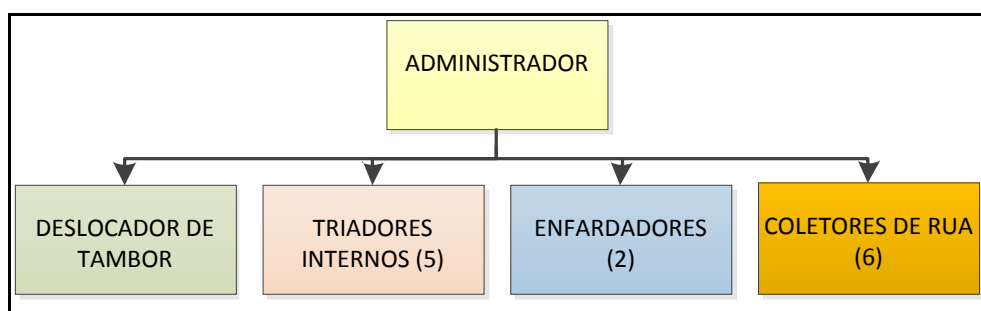 ADMINISTRADOR
DESLOCADOR DE
TAMBOR
TRIADORES
INTERNOS (5)
ENFARDADORES
(2)
COLETORES DE RUA
(6)